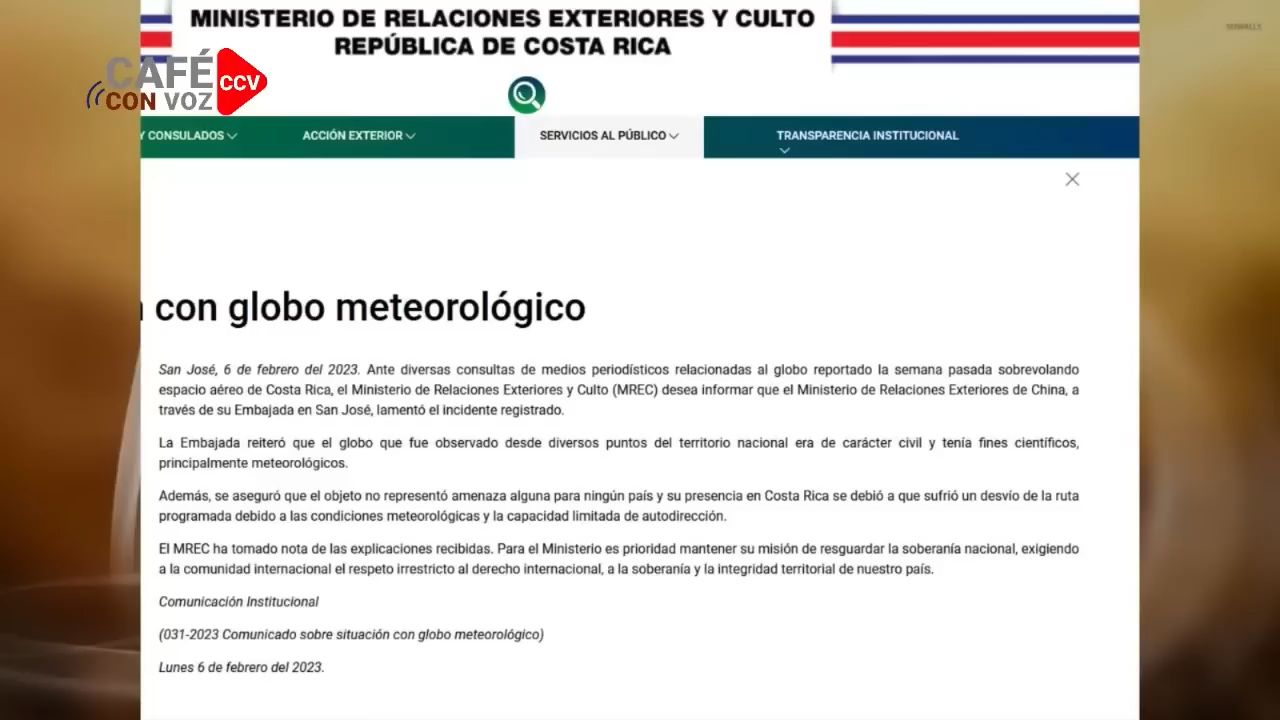 MINISTERIO DE RELACIONES EXTERIORES Y CULTO
REPÚBLICA DE COSTA RICA
CAFÉ
CON VOZ
CCV
Y CONSULADOS
ACCIÓN EXTERIOR
SERVICIOS AL PÚBLICO
TRANSPARENCIA INSTITUCIONAL
con globo meteorológico
San José, 6 de febrero del 2023. Ante diversas consultas de medios periodísticos relacionadas al globo reportado la semana pasada sobrevolando
espacio aéreo de Costa Rica, el Ministerio de Relaciones Exteriores y Culto (MREC) desea informar que el Ministerio de Relaciones Exteriores de China, a
través de su Embajada en San José, lamentó el incidente registrado.
La Embajada reiteró que el globo que fue observado desde diversos puntos del territorio nacional era de carácter civil y tenía fines científicos,
principalmente meteorológicos.
Además, se aseguró que el objeto no representó amenaza alguna para ningún país y su presencia en Costa Rica se debió a que sufrió un desvío de la ruta
programada debido a las condiciones meteorológicas y la capacidad limitada de autodirección.
El MREC ha tomado nota de las explicaciones recibidas. Para el Ministerio es prioridad mantener su misión de resguardar la soberanía nacional, exigiendo
a la comunidad internacional el respeto irrestricto al derecho internacional, a la soberanía y la integridad territorial de nuestro país.
Comunicación Institucional
(031-2023 Comunicado sobre situación con globo meteorológico)
Lunes 6 de febrero del 2023.